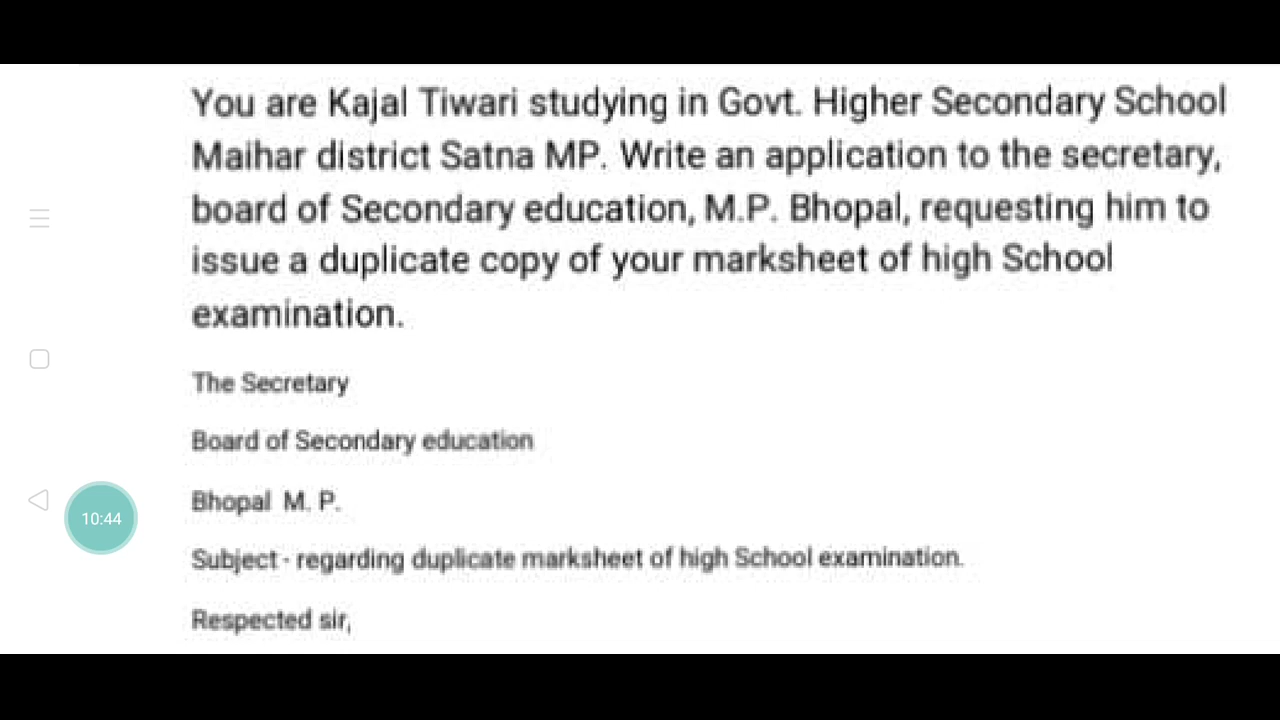 You are Kajal Tiwari studying in Govt. Higher Secondary School
Maihar district Satna MP. Write an application to the secretary,
board of Secondary education, M.P. Bhopal, requesting him to
issue a duplicate copy of your marksheet of high School
examination.
The Secretary
Board of Secondary education
Bhopal M. P.
10:44
Subject - regarding duplicate marksheet of high School examination.
Respected sir,